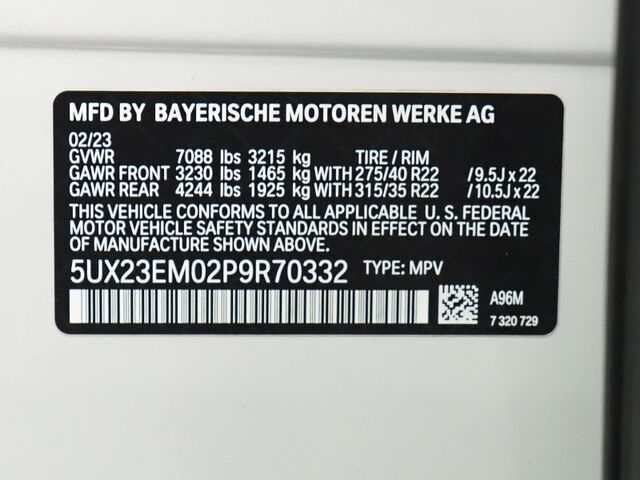 MFD BY BAYERISCHE MOTOREN WERKE AG
02/23
GVWR 7088 lbs 3215 kg TIRE / RIM
GAWR FRONT 3230 lbs 1465 kg WITH 275/40 R22 /9.5J x 22
GAWR REAR 4244 lbs 1925 kg WITH 315/35 R22 /10.5J x 22
THIS VEHICLE CONFORMS TO ALL APPLICABLE U. S. FEDERAL
MOTOR VEHICLE SAFETY STANDARDS IN EFFECT ON THE DATE
OF MANUFACTURE SHOWN ABOVE.
5UX23EM02P9R70332 TYPE: MPV
A96M
7 320 729